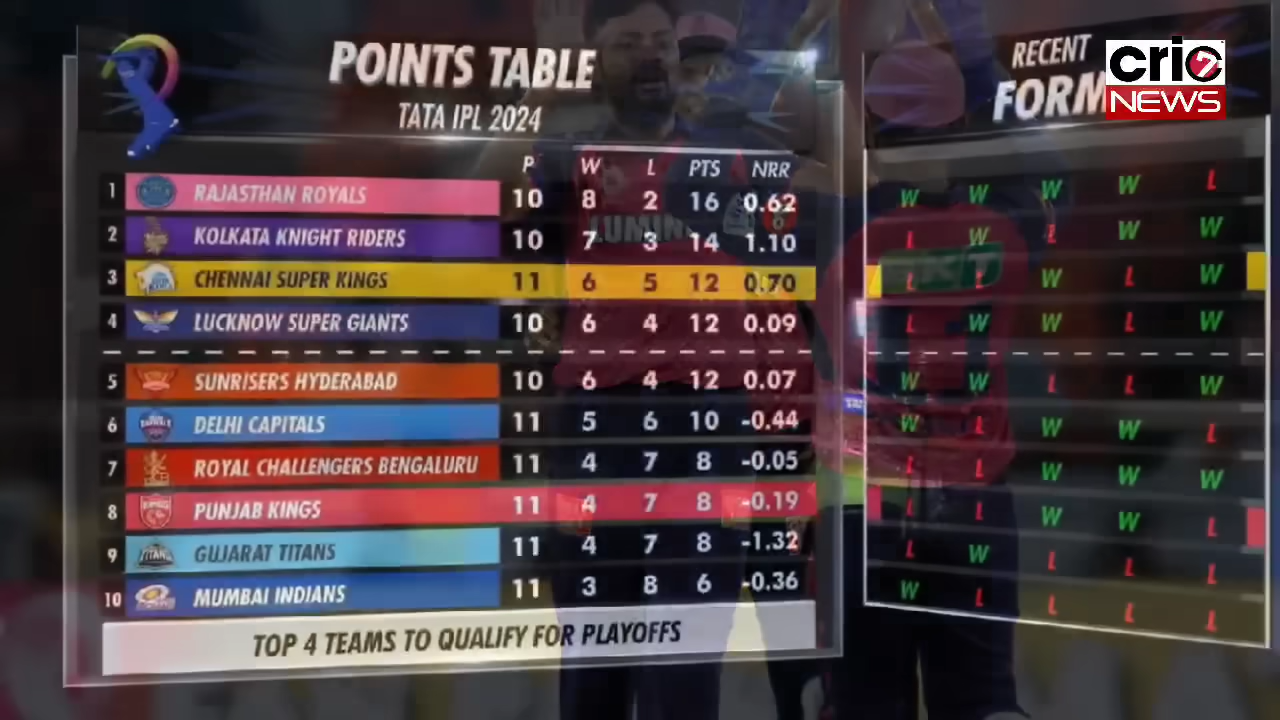 POINTS TABLE
TATA IPL 2024
P W L PTS NRR
1 RAJASTHAN ROYALS 10 8 2 16 0.62
2 KOLKATA KNIGHT RIDERS 10 7 3 14 1.10
3 CHENNAI SUPER KINGS 11 6 5 12 0.70
4 LUCKNOW SUPER GIANTS 10 6 4 12 0.09
5 SUNRISERS HYDERABAD 10 6 4 12 0.07
6 DELHI CAPITALS 11 5 6 10 -0.44
7 ROYAL CHALLENGERS BENGALURU 11 4 7 8 -0.05
8 PUNJAB KINGS 11 4 7 8 -0.19
9 GUJARAT TITANS 11 4 7 8 -1.32
10 MUMBAI INDIANS 11 3 8 6 -0.36
TOP 4 TEAMS TO QUALIFY FOR PLAYOFFS
RECENT
FORM
W W W W L
L W L W W
L L W L W
L W W L W
W W L L W
W L W W L
L L W W W
L L W W L
L W L L L
W L L L L
cric7
NEWS
LUMIN